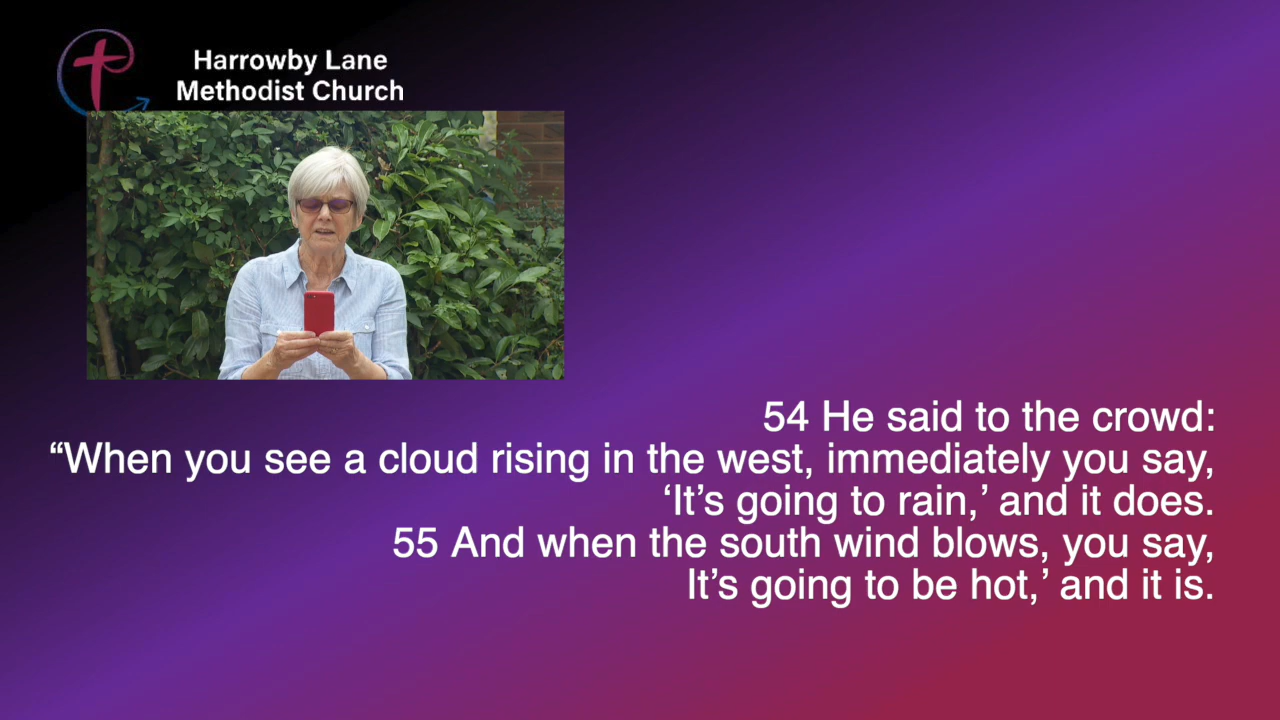 Harrowby Lane
Methodist Church
54 He said to the crowd:
“When you see a cloud rising in the west, immediately you say,
‘It’s going to rain,’ and it does.
55 And when the south wind blows, you say,
It’s going to be hot,’ and it is.